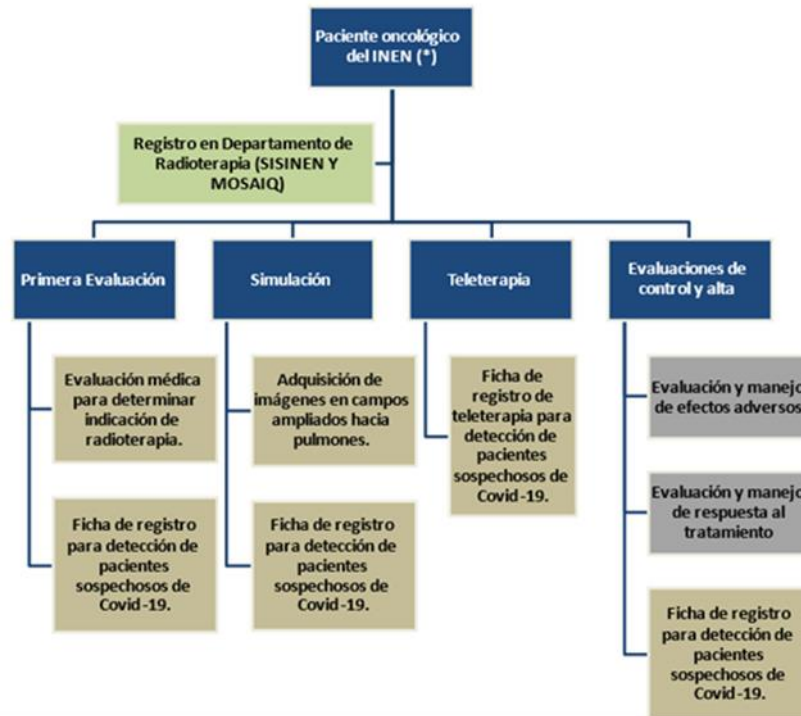 Paciente oncológico
del INEN (*)
Registro en Departamento de
Radioterapia (SISINEN Y
MOSAIQ)
Primera Evaluación
Evaluación médica
para determinar
indicación de
radioterapia.
Ficha de registro
para detección de
pacientes
sospechosos de
Covid-19.
Simulación
Adquisición de
imágenes en campos
ampliados hacia
pulmones.
Ficha de registro
para detección de
pacientes
sospechosos de
Covid-19.
Teleterapia
Ficha de
registro de
teleterapia para
detección de
pacientes
sospechosos de
Covid-19.
Evaluaciones de
control y alta
Evaluación y manejo
de efectos adversos
Evaluación y manejo
de respuesta al
tratamiento
Ficha de registro
para detección de
pacientes
sospechosos de
Covid-19.